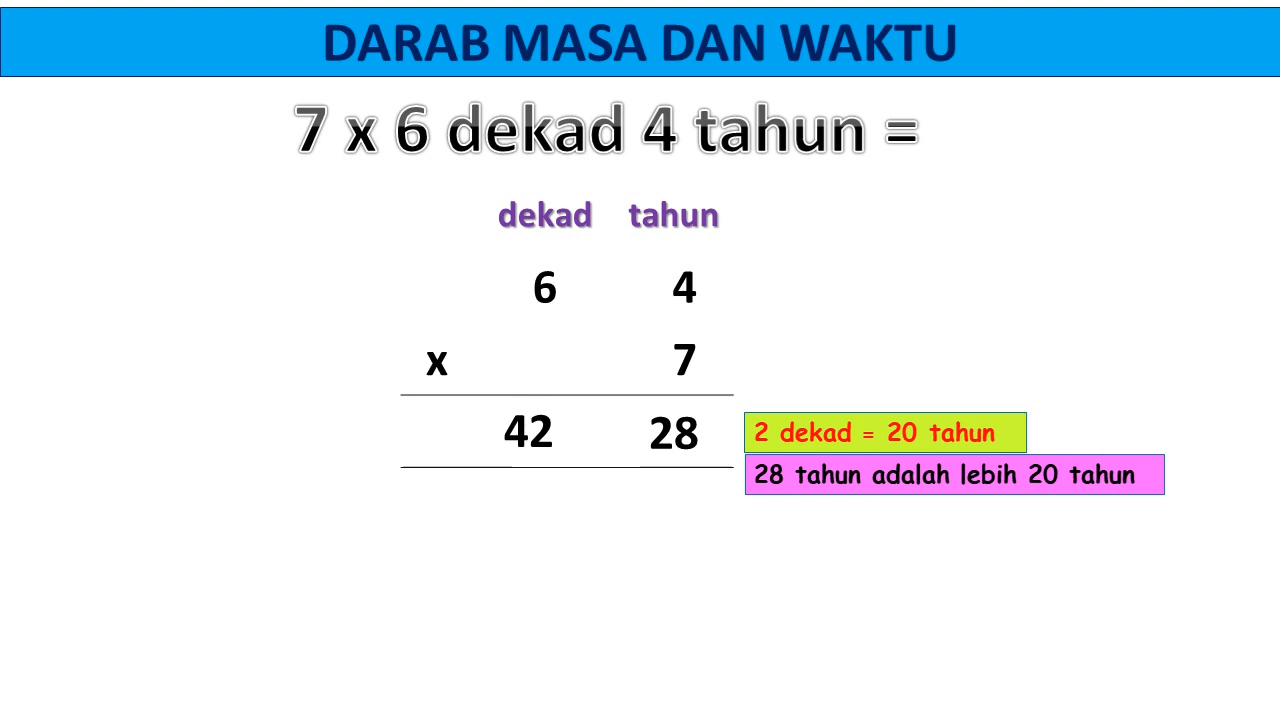 DARAB MASA DAN WAKTU
7 x 6 dekad 4 tahun =
dekad tahun
6 4
x 7
42 28
2 dekad = 20 tahun
28 tahun adalah lebih 20 tahun